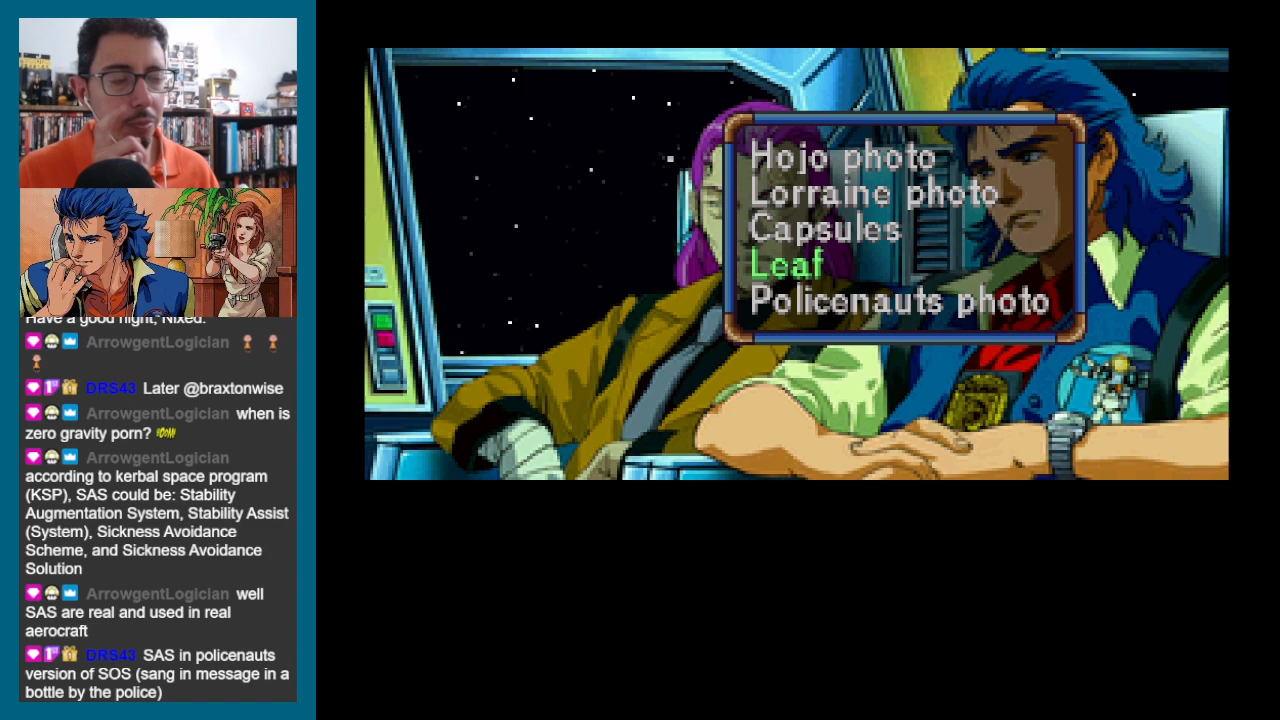 Hojo photo
Lorraine photo
Capsules
Leaf
Policenauts photo
Have a good night, Nixed.
ArrowgentLogician
DRS43 Later @braxtonwise
ArrowgentLogician when is
zero gravity porn?
ArrowgentLogician
according to kerbal space program
(KSP), SAS could be: Stability
Augmentation System, Stability Assist
(System), Sickness Avoidance
Scheme, and Sickness Avoidance
Solution
ArrowgentLogician well
SAS are real and used in real
aerocraft
DRS43 SAS in policenauts
version of SOS (sang in message in a
bottle by the police)